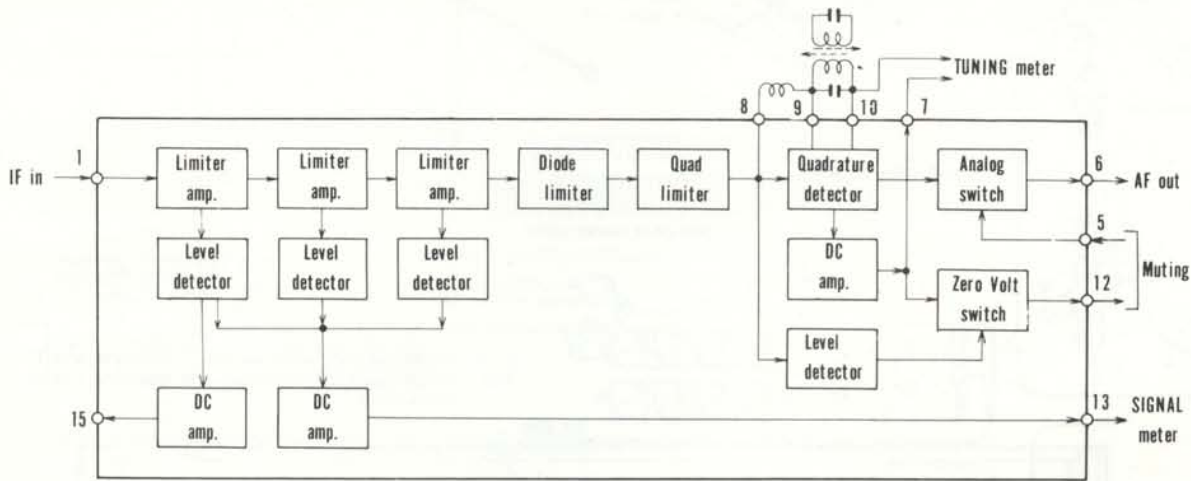 8
9
10
7
TUNING meter
1
IF in
Limiter
amp.
Limiter
amp.
Limiter
amp.
Diode
limiter
Quad
limiter
Quadrature
detector
Analog
switch
6
AF out
5
Muting
12
Level
detector
Level
detector
Level
detector
DC
amp.
Zero Volt
switch
Level
detector
15
DC
amp.
DC
amp.
13
SIGNAL
meter